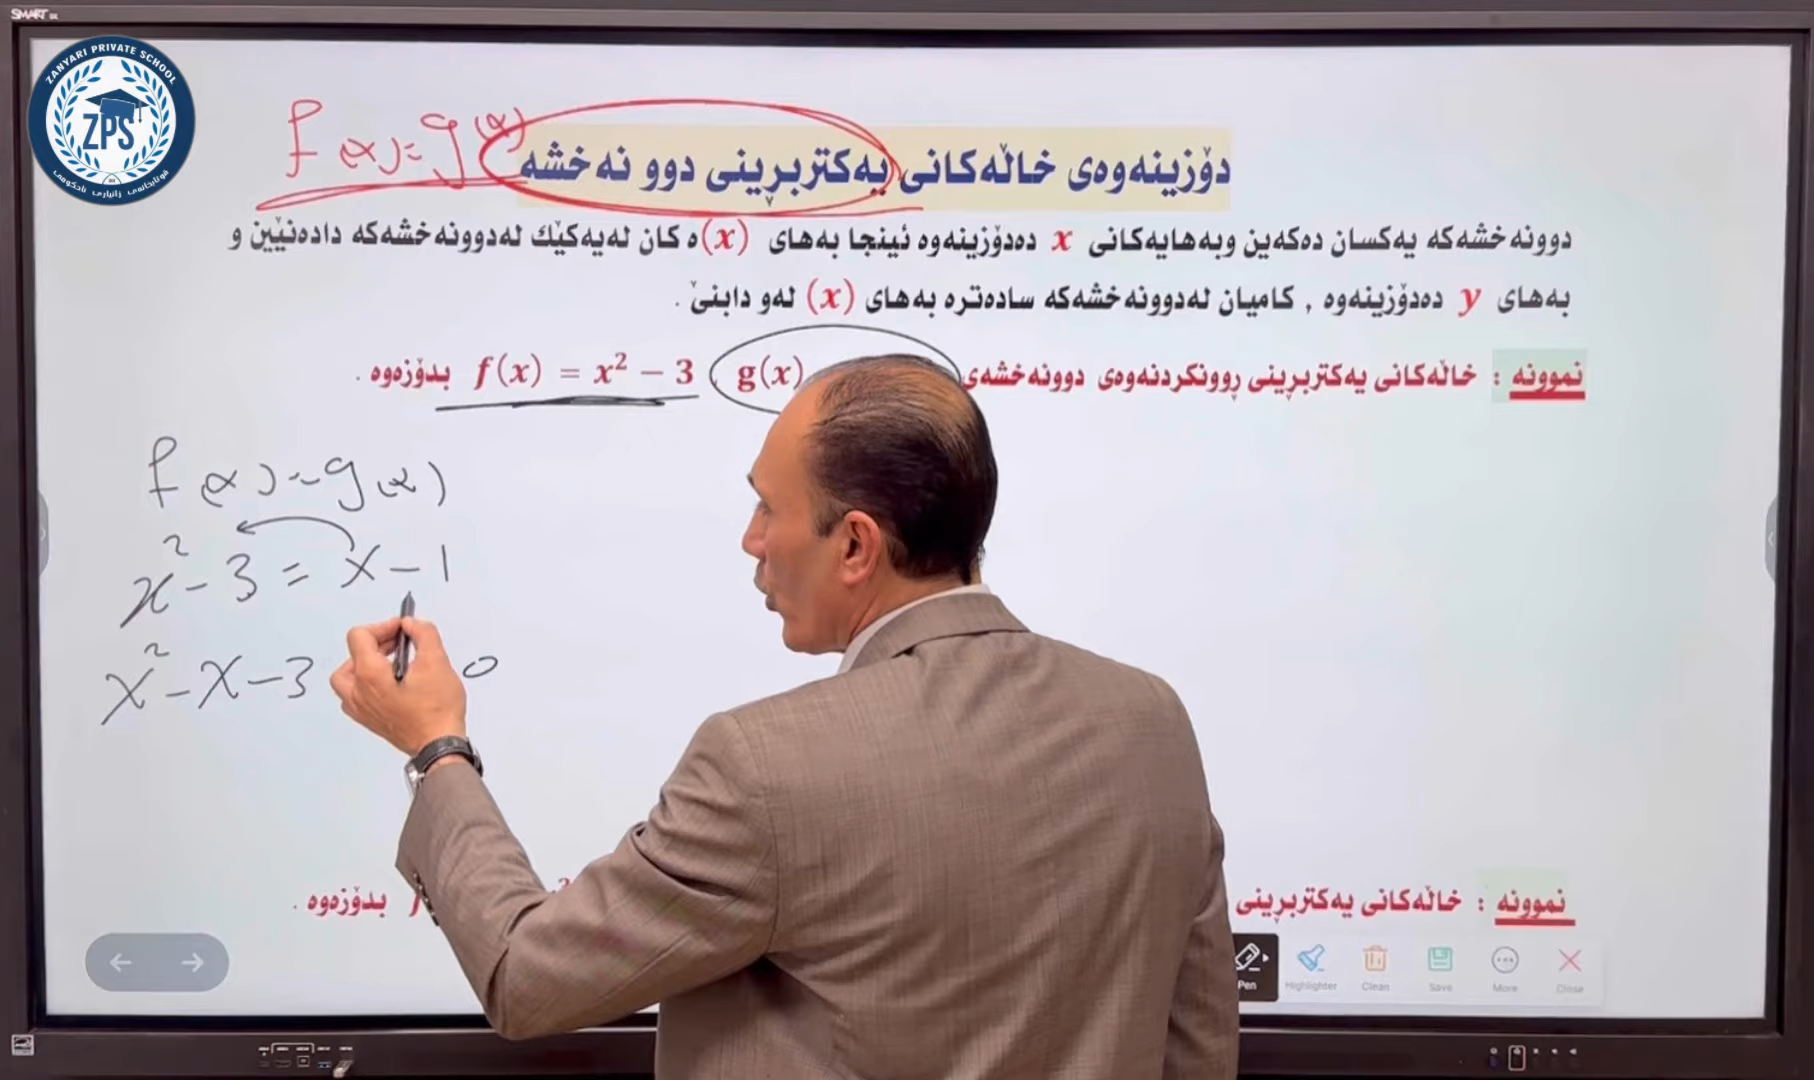 SMART
ZANYARI PRIVATE SCHOOL
ZPS
f(x) = g(x)
دۆزینەوەی خاڵەکانی یەکتربڕینی دوو نەخشە
دوونەخشەکە یەکسان دەکەین وبەهایەکانی x دەدۆزینەوە ئینجا بەهای (x)ە کان لەیەکێك لەدوونەخشەکە دادەنێین و
بەهای y دەدۆزینەوە , کامیان لەدوونەخشەکە سادەترە بەهای (x) لەو دابنێ .
نموونە : خاڵەکانی یەکتربڕینی ڕوونکردنەوەی دوونەخشەی g(x) f(x) = x² − 3 بدۆزەوە .
f(x) = g(x)
x² - 3 = x - 1
x² - x - 3 0
نموونە : خاڵەکانی یەکتربڕینی بدۆزەوە .
Pen Highlighter Clean Save More Close